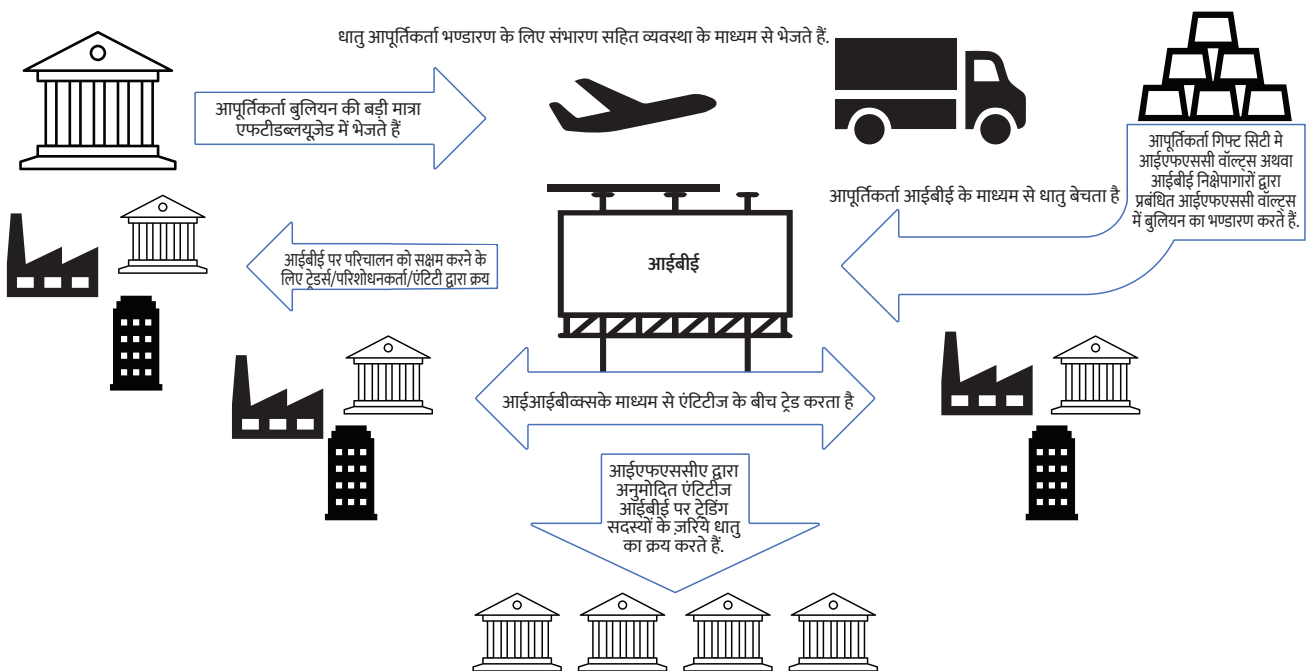 धातु आपूर्तिकर्ता भण्डारण के लिए संभारण सहित व्यवस्था के माध्यम से भेजते हैं.
आपूर्तिकर्ता बुलियन की बड़ी मात्रा
एफटीडब्ल्यूज़ेड में भेजते हैं
आपूर्तिकर्ता गिफ्ट सिटी मे
आईएफएससी वॉल्ट्स अथवा
आईबीई निक्षेपागारों द्वारा
प्रबंधित आईएफएससी वॉल्ट्स
में बुलियन का भण्डारण करते हैं.
आपूर्तिकर्ता आईबीई के माध्यम से धातु बेचता है
आईबीई
आईबीई पर परिचालन को सक्षम करने के
लिए ट्रेडर्स/परिशोधनकर्ता/एंटिटी द्वारा क्रय
आईआईबीव्क्सके माध्यम से एंटिटीज के बीच ट्रेड करता है
आईएफएससीए द्वारा
अनुमोदित एंटिटीज
आईबीई पर ट्रेडिंग
सदस्यों के ज़रिये धातु
का क्रय करते हैं.